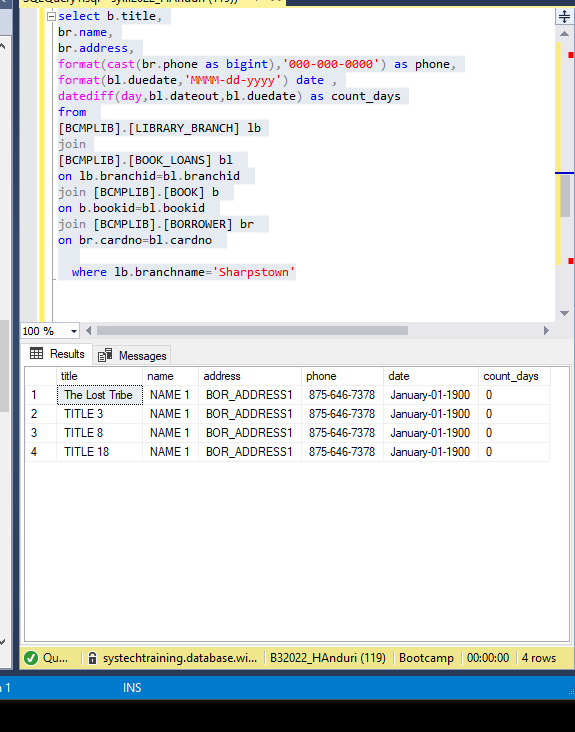 select b.title,
br.name,
br.address,
format(cast(br.phone as bigint),'000-000-0000') as phone,
format(bl.duedate,'MMMM-dd-yyyy') date ,
datediff(day,bl.dateout,bl.duedate) as count_days
from
[BCMPLIB].[LIBRARY_BRANCH] lb
join
[BCMPLIB].[BOOK_LOANS] bl
on lb.branchid=bl.branchid
join [BCMPLIB].[BOOK] b
on b.bookid=bl.bookid
join [BCMPLIB].[BORROWER] br
on br.cardno=bl.cardno
where lb.branchname='Sharpstown'
100 %
Results Messages
title name address phone date count_days
1 The Lost Tribe NAME 1 BOR_ADDRESS1 875-646-7378 January-01-1900 0
2 TITLE 3 NAME 1 BOR_ADDRESS1 875-646-7378 January-01-1900 0
3 TITLE 8 NAME 1 BOR_ADDRESS1 875-646-7378 January-01-1900 0
4 TITLE 18 NAME 1 BOR_ADDRESS1 875-646-7378 January-01-1900 0
Qu... systechtraining.database.wi... B32022_HAnduri (119) Bootcamp 00:00:00 4 rows
1 INS